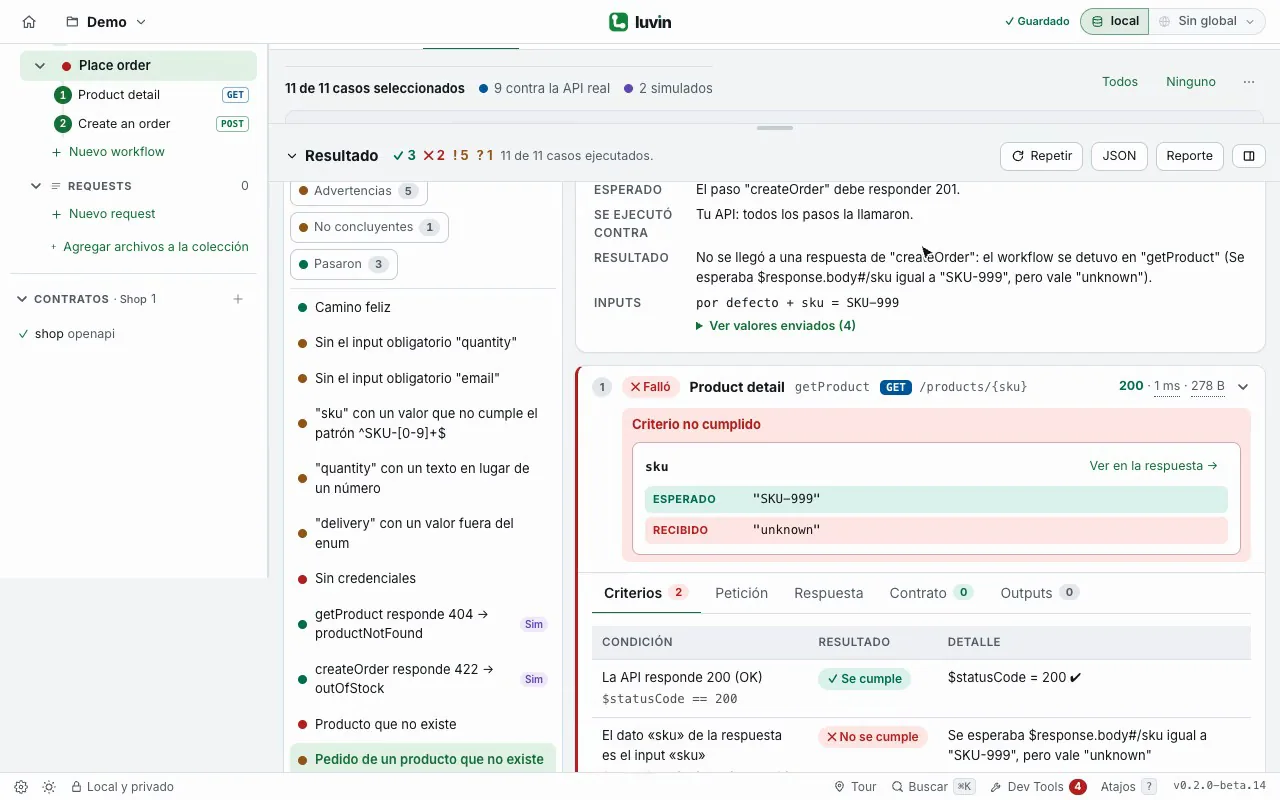 Demo
luvin
✓ Guardado
local
Sin global
Place order
1 Product detail GET
2 Create an order POST
+ Nuevo workflow
REQUESTS 0
+ Nuevo request
+ Agregar archivos a la colección
CONTRATOS · Shop 1 +
✓ shop openapi
11 de 11 casos seleccionados
9 contra la API real
2 simulados
Todos
Ninguno
···
Resultado ✓ 3 ✕ 2 ! 5 ? 1 11 de 11 casos ejecutados.
Repetir
JSON
Reporte
Advertencias 5
No concluyentes 1
Pasaron 3
Camino feliz
Sin el input obligatorio "quantity"
Sin el input obligatorio "email"
"sku" con un valor que no cumple el
patrón ^SKU-[0-9]+$
"quantity" con un texto en lugar de
un número
"delivery" con un valor fuera del
enum
Sin credenciales
getProduct responde 404 →
productNotFound
Sim
createOrder responde 422 →
outOfStock
Sim
Producto que no existe
Pedido de un producto que no existe
ESPERADO El paso "createOrder" debe responder 201.
SE EJECUTÓ
CONTRA
Tu API: todos los pasos la llamaron.
RESULTADO No se llegó a una respuesta de "createOrder": el workflow se detuvo en "getProduct" (Se
esperaba $response.body#/sku igual a "SKU-999", pero vale "unknown").
INPUTS por defecto + sku = SKU-999
Ver valores enviados (4)
1 ✕ Falló Product detail getProduct GET /products/{sku} 200 · 1 ms · 278 B
Criterio no cumplido
sku Ver en la respuesta →
ESPERADO "SKU-999"
RECIBIDO "unknown"
Criterios 2 Petición Respuesta Contrato 0 Outputs 0
CONDICIÓN RESULTADO DETALLE
La API responde 200 (OK)
$statusCode == 200
✓ Se cumple
$statusCode = 200 ✔
El dato «sku» de la respuesta
es el input «sku»
✕ No se cumple
Se esperaba $response.body#/sku igual a
"SKU-999", pero vale "unknown"
Local y privado
Tour
Buscar ⌘K
Dev Tools 4
Atajos ?
v0.2.0-beta.14